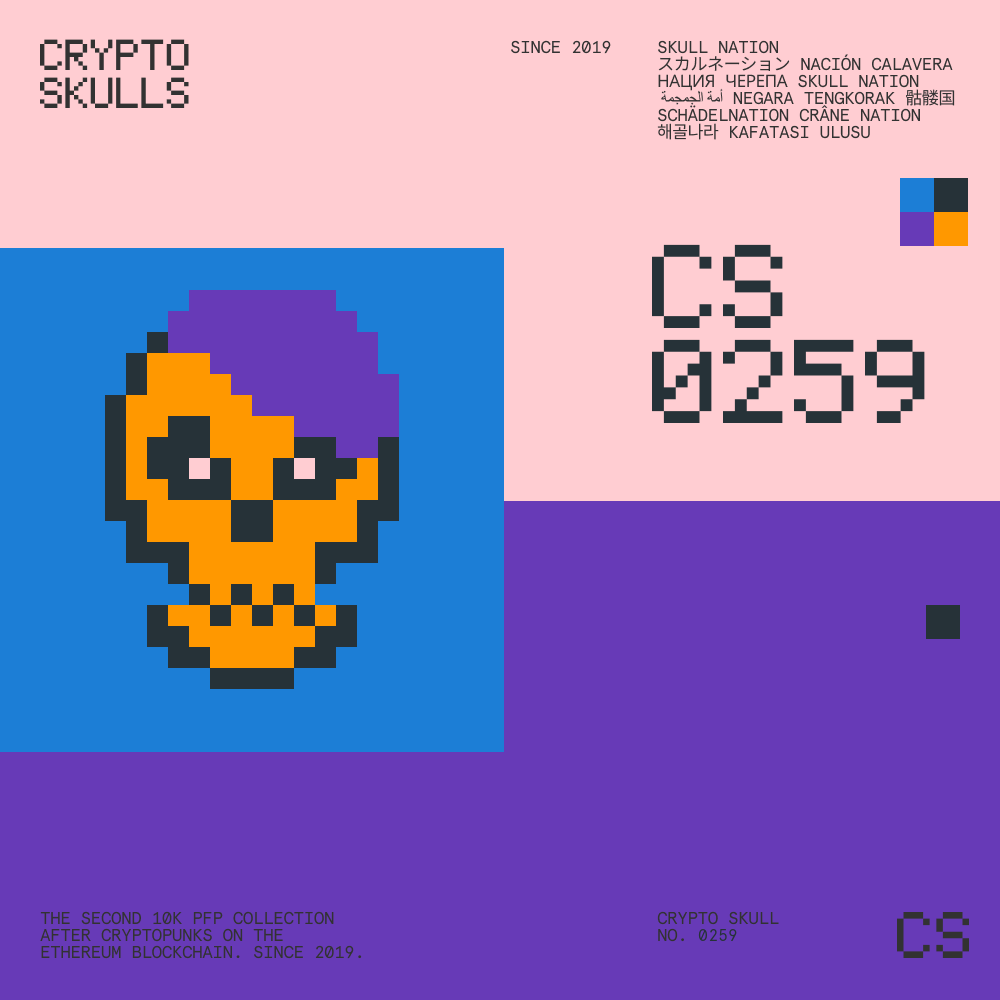 CRYPTO
SKULLS
SINCE 2019
SKULL NATION
スカルネーション NACIÓN CALAVERA
НАЦИЯ ЧЕРЕПА SKULL NATION
أمة الجمجمة NEGARA TENGKORAK 骷髅国
SCHÄDELNATION CRÂNE NATION
해골나라 KAFATASI ULUSU
CS
0259
THE SECOND 10K PFP COLLECTION
AFTER CRYPTOPUNKS ON THE
ETHEREUM BLOCKCHAIN. SINCE 2019.
CRYPTO SKULL
NO. 0259
CS